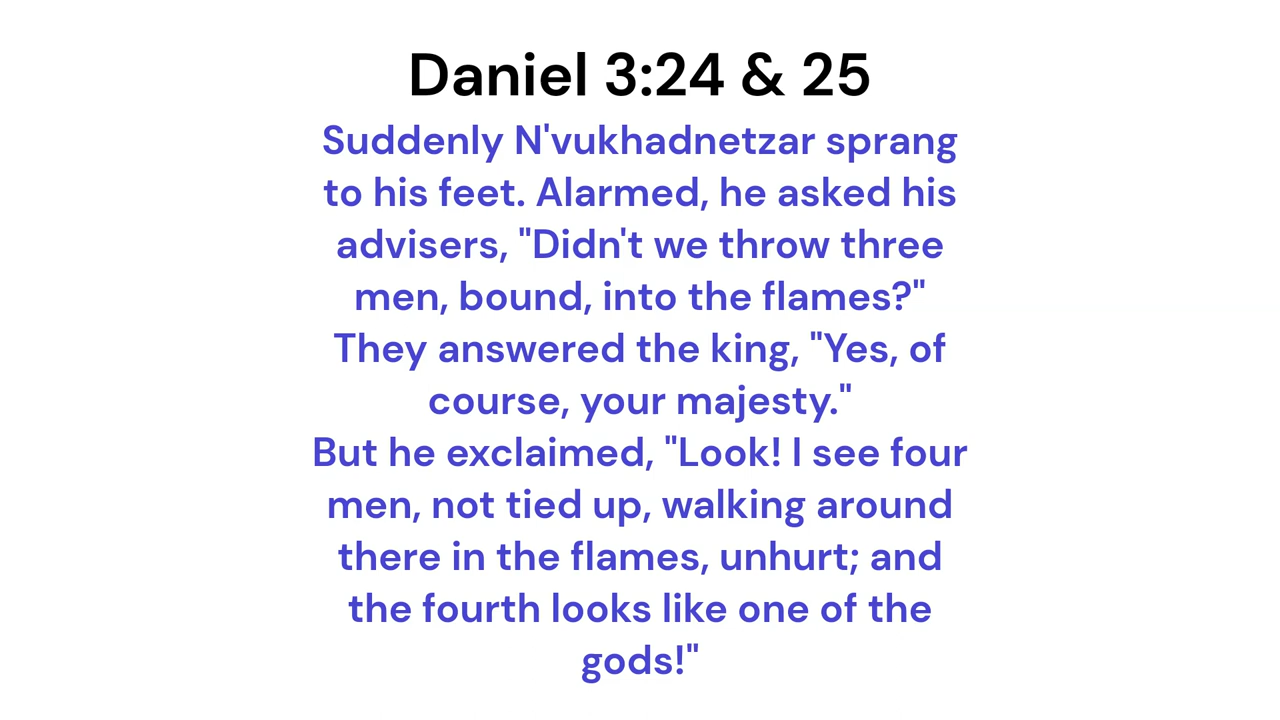 Daniel 3:24 & 25
Suddenly N'vukhadnetzar sprang
to his feet. Alarmed, he asked his
advisers, "Didn't we throw three
men, bound, into the flames?"
They answered the king, "Yes, of
course, your majesty."
But he exclaimed, "Look! I see four
men, not tied up, walking around
there in the flames, unhurt; and
the fourth looks like one of the
gods!"